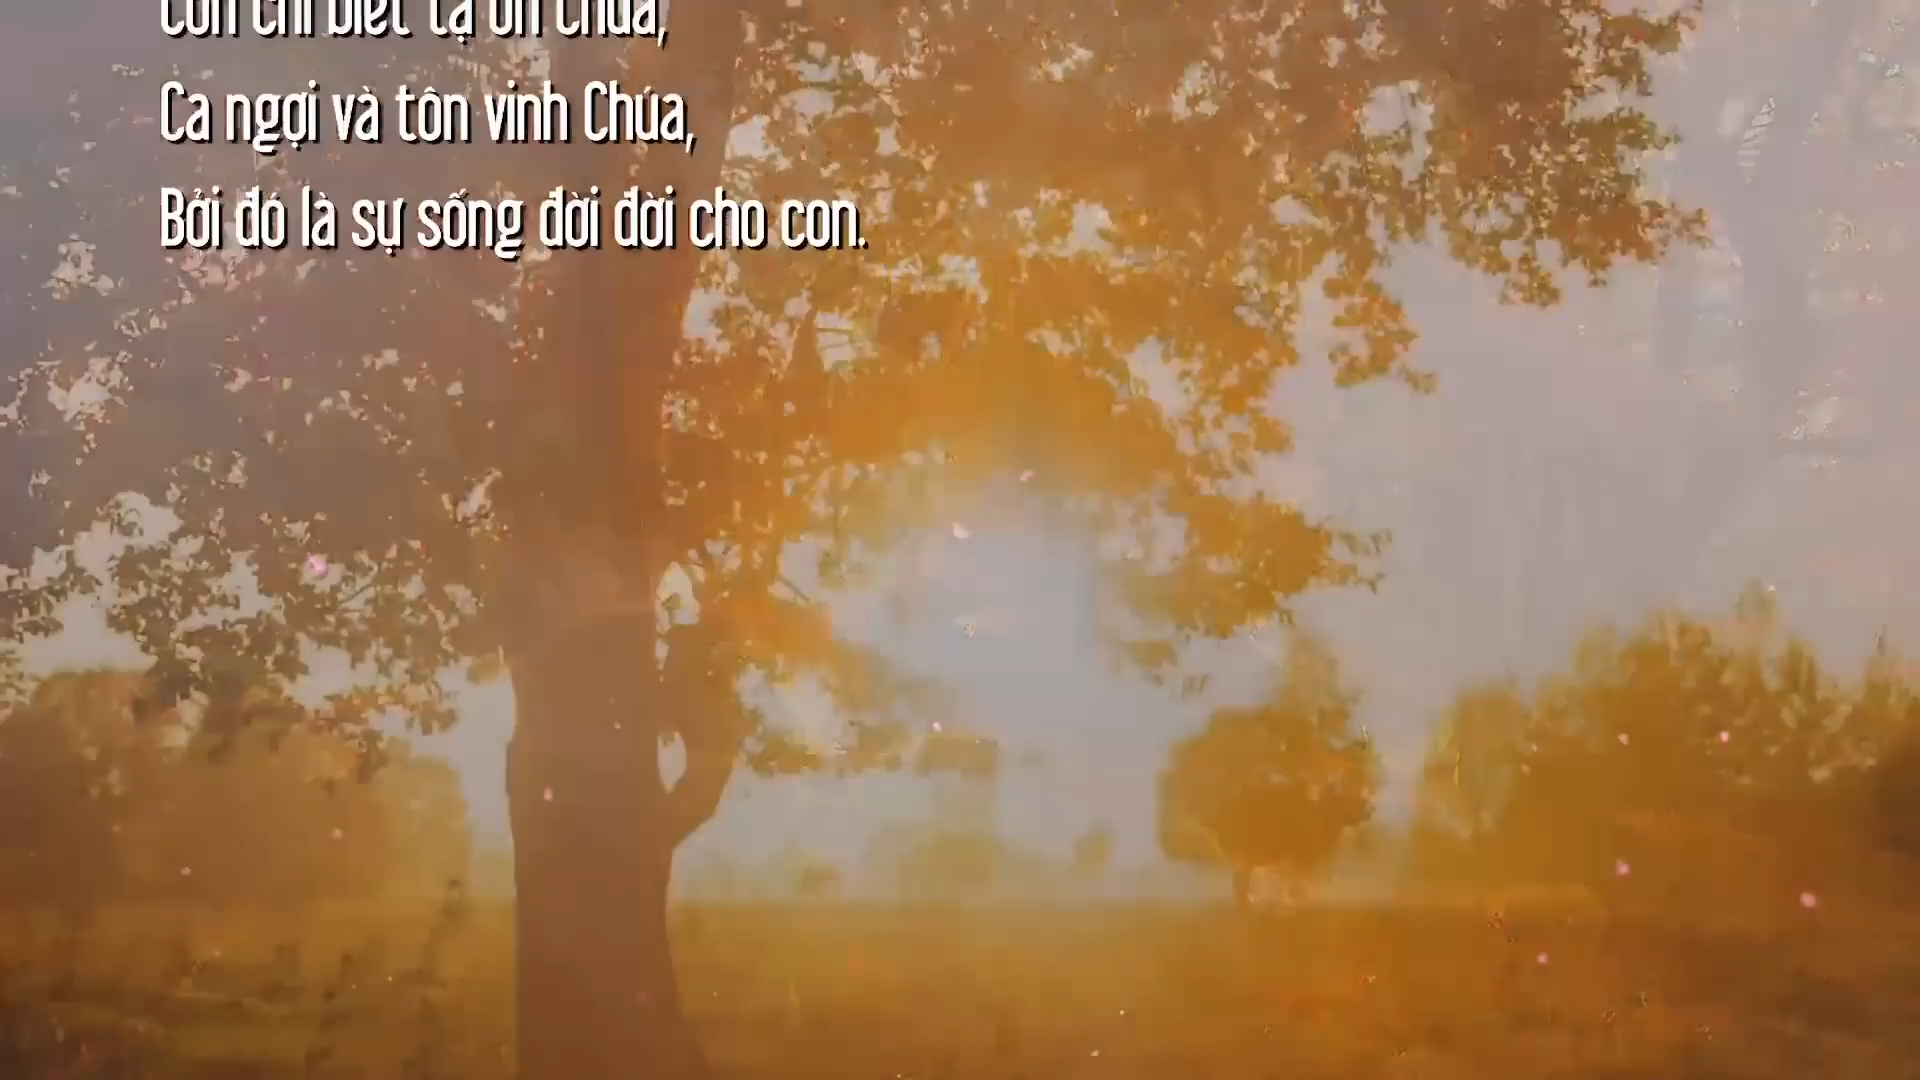 Con chỉ biết tạ ơn Chúa,
Ca ngợi và tôn vinh Chúa,
Bởi đó là sự sống đời đời cho con.